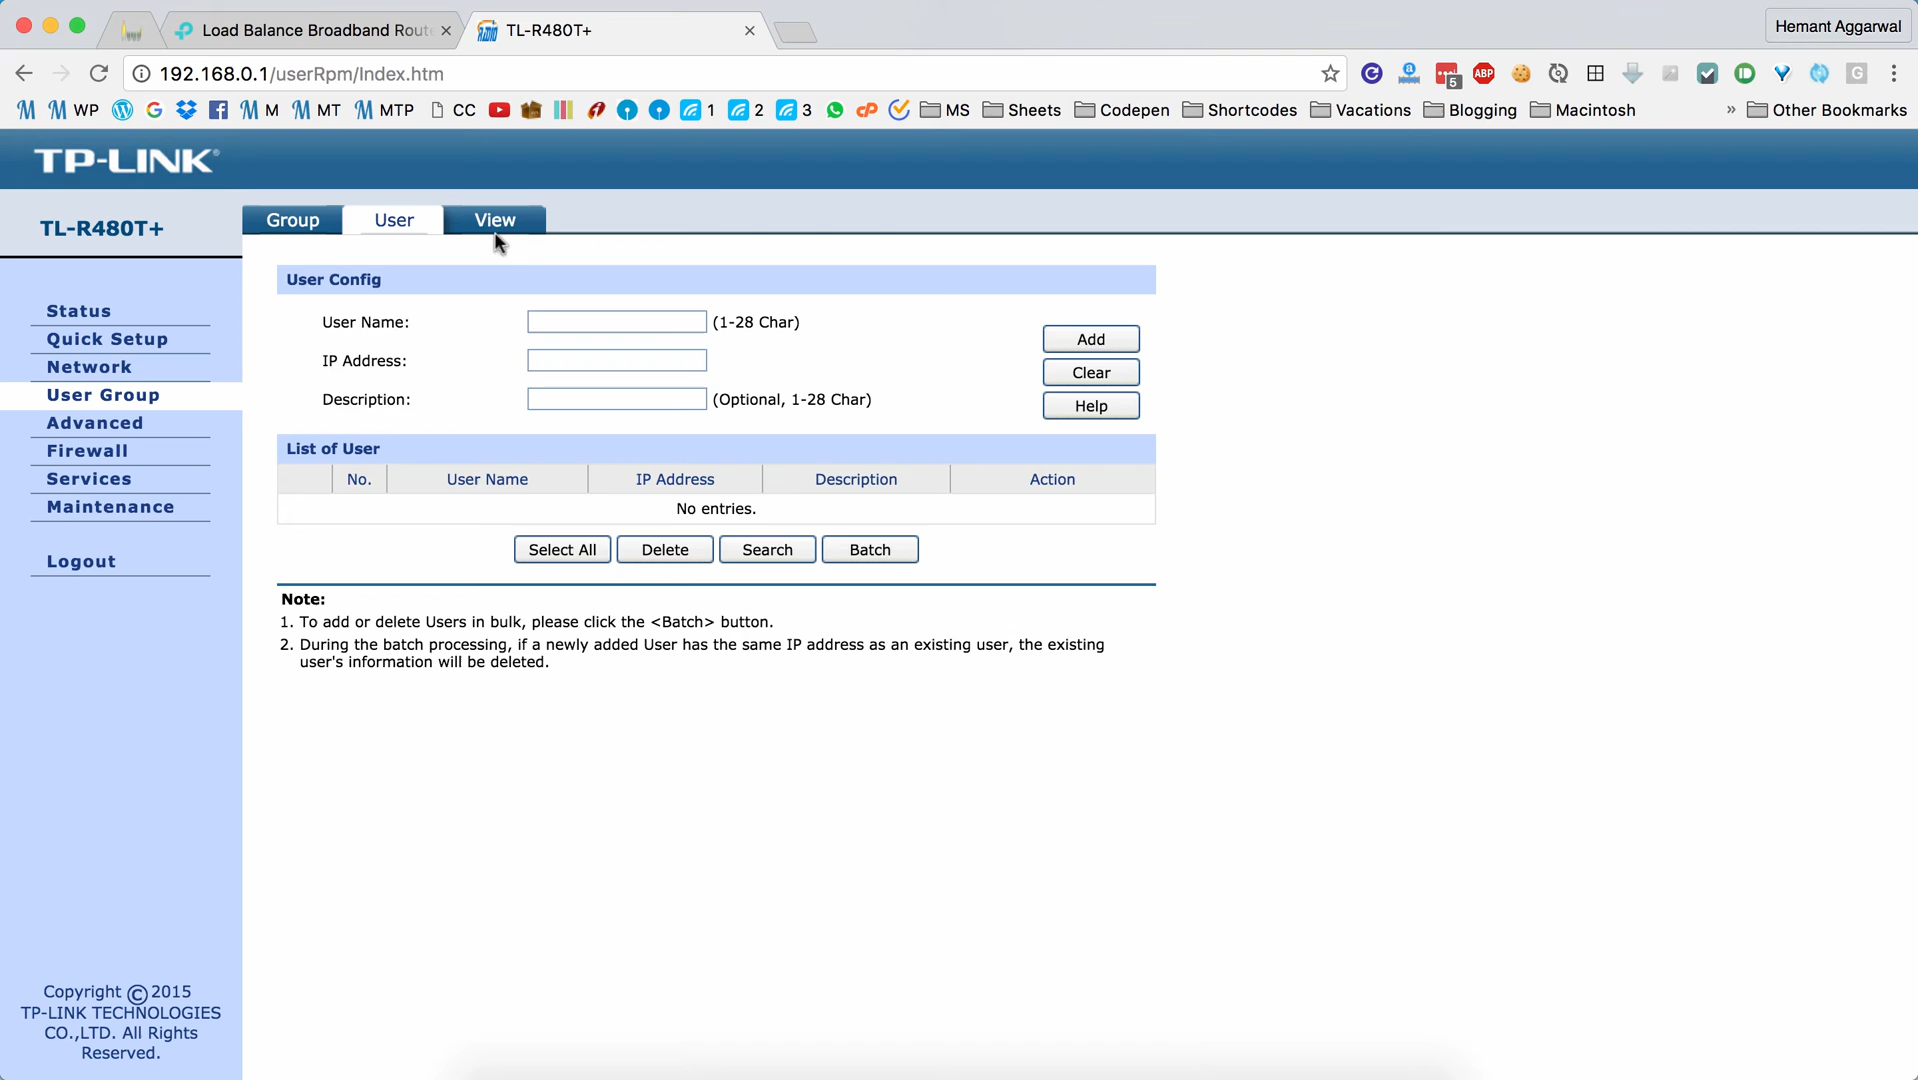 Load Balance Broadband Rout
TL-R480T+
Hemant Aggarwal
192.168.0.1/userRpm/Index.htm
5
ABP
G
WP
M
MT
MTP
CC
1
2
3
cP
MS
Sheets
Codepen
Shortcodes
Vacations
Blogging
Macintosh
»
Other Bookmarks
TP-LINK®
TL-R480T+
Group
User
View
Status
Quick Setup
Network
User Group
Advanced
Firewall
Services
Maintenance
Logout
User Config
User Name:
(1-28 Char)
IP Address:
Description:
(Optional, 1-28 Char)
Add
Clear
Help
List of User
No.
User Name
IP Address
Description
Action
No entries.
Select All
Delete
Search
Batch
Note:
1. To add or delete Users in bulk, please click the <Batch> button.
2. During the batch processing, if a newly added User has the same IP address as an existing user, the existing
user's information will be deleted.
Copyright ©2015
TP-LINK TECHNOLOGIES
CO.,LTD. All Rights
Reserved.